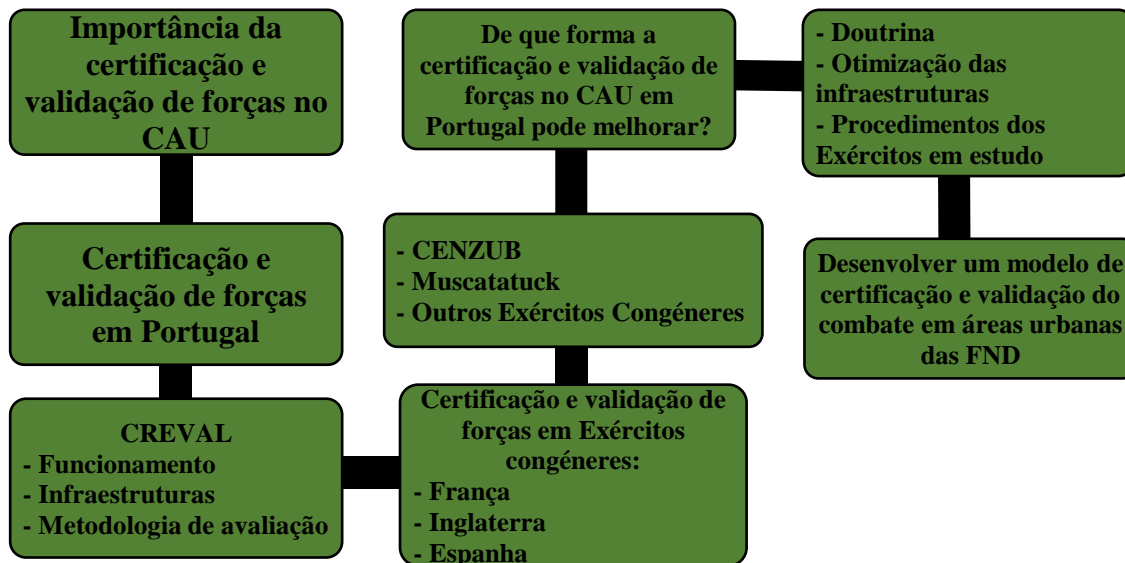 Importância da
certificação e
validação de forças no
CAU
Certificação e
validação de forças
em Portugal
CREVAL
- Funcionamento
- Infraestruturas
- Metodologia de avaliação
Certificação e validação de
forças em Exércitos
congéneres:
- França
- Inglaterra
- Espanha
- CENZUB
- Muscatatuck
- Outros Exércitos Congéneres
De que forma a
certificação e validação de
forças no CAU em
Portugal pode melhorar?
- Doutrina
- Otimização das
infraestruturas
- Procedimentos dos
Exércitos em estudo
Desenvolver um modelo de
certificação e validação do
combate em áreas urbanas
das FND